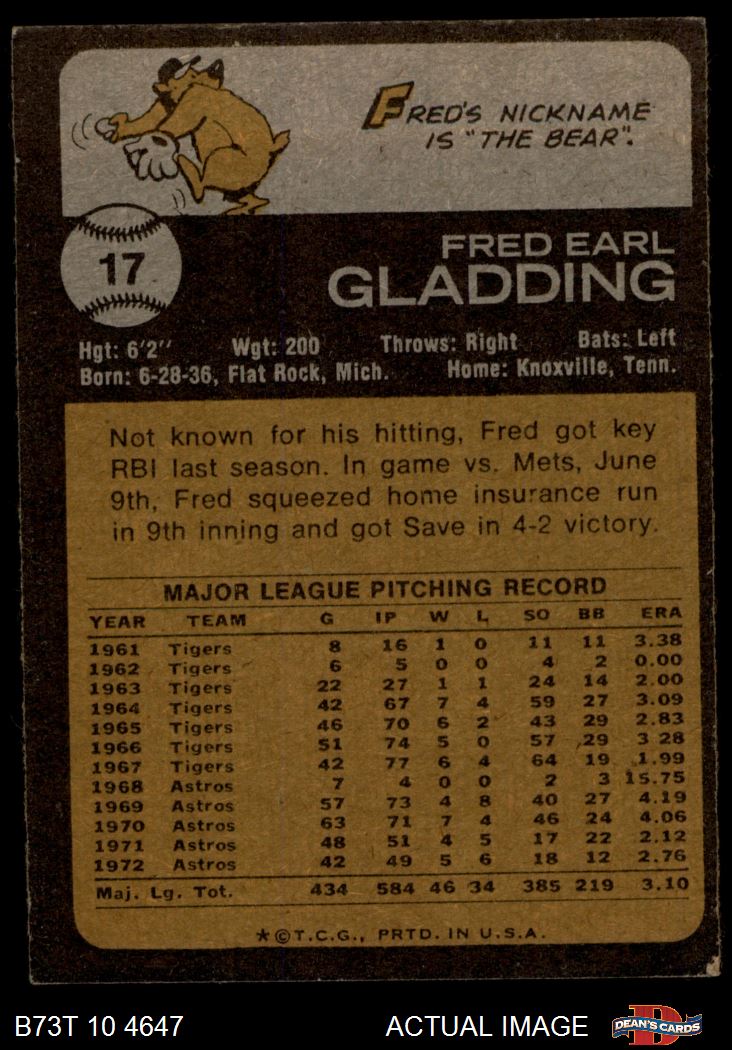 FRED'S NICKNAME
IS "THE BEAR".
17
FRED EARL
GLADDING
Hgt: 6'2" Wgt: 200 Throws: Right Bats: Left
Born: 6-28-36, Flat Rock, Mich. Home: Knoxville, Tenn.
Not known for his hitting, Fred got key
RBI last season. In game vs. Mets, June
9th, Fred squeezed home insurance run
in 9th inning and got Save in 4-2 victory.
MAJOR LEAGUE PITCHING RECORD
YEAR TEAM G IP W L SO BB ERA
1961 Tigers 8 16 1 0 11 11 3.38
1962 Tigers 6 5 0 0 4 2 0.00
1963 Tigers 22 27 1 1 24 14 2.00
1964 Tigers 42 67 7 4 59 27 3.09
1965 Tigers 46 70 6 2 43 29 2.83
1966 Tigers 51 74 5 0 57 29 3 28
1967 Tigers 42 77 6 4 64 19 1.99
1968 Astros 7 4 0 0 2 3 15.75
1969 Astros 57 73 4 8 40 27 4.19
1970 Astros 63 71 7 4 46 24 4.06
1971 Astros 48 51 4 5 17 22 2.12
1972 Astros 42 49 5 6 18 12 2.76
Maj. Lg. Tot. 434 584 46 34 385 219 3.10
*©T.C.G., PRTD. IN U.S.A.
B73T 10 4647 ACTUAL IMAGE D DEAN'S CARDS